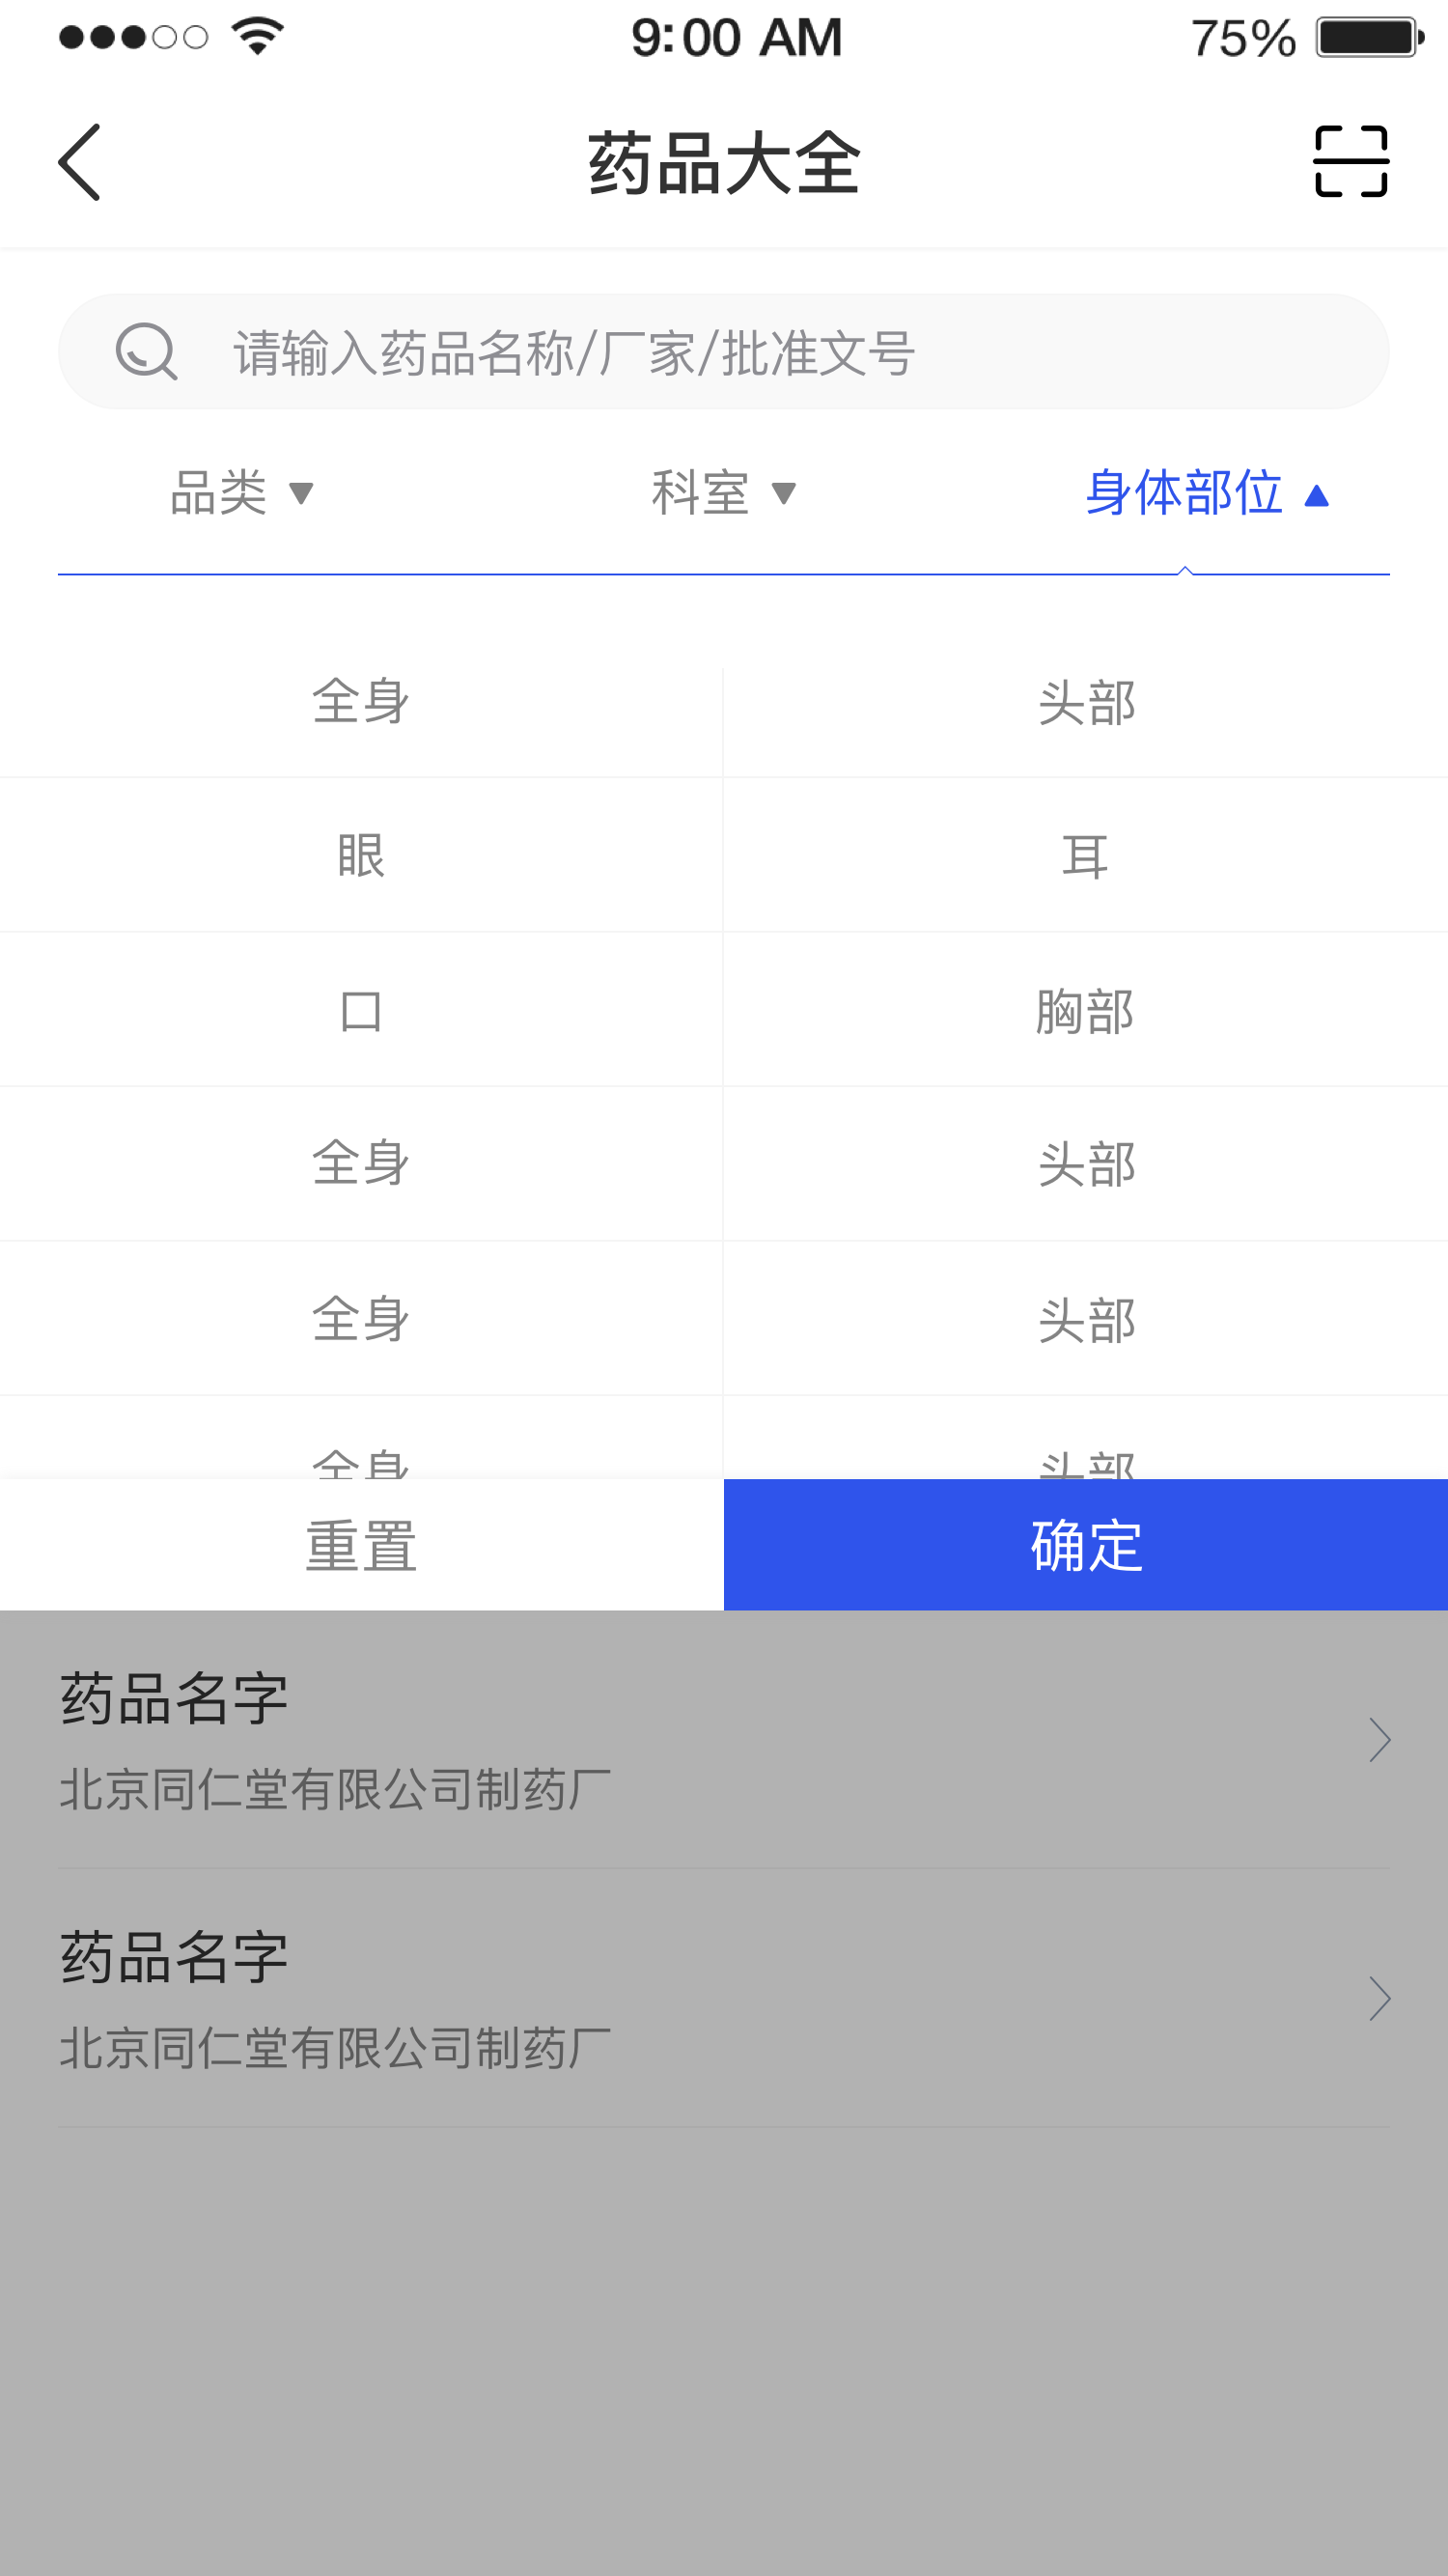 9:00 AM 75%
药品大全
请输入药品名称/厂家/批准文号
品类 科室 身体部位
全身 头部
眼 耳
口 胸部
全身 头部
全身 头部
全身 头部
重置 确定
药品名字
北京同仁堂有限公司制药厂
药品名字
北京同仁堂有限公司制药厂